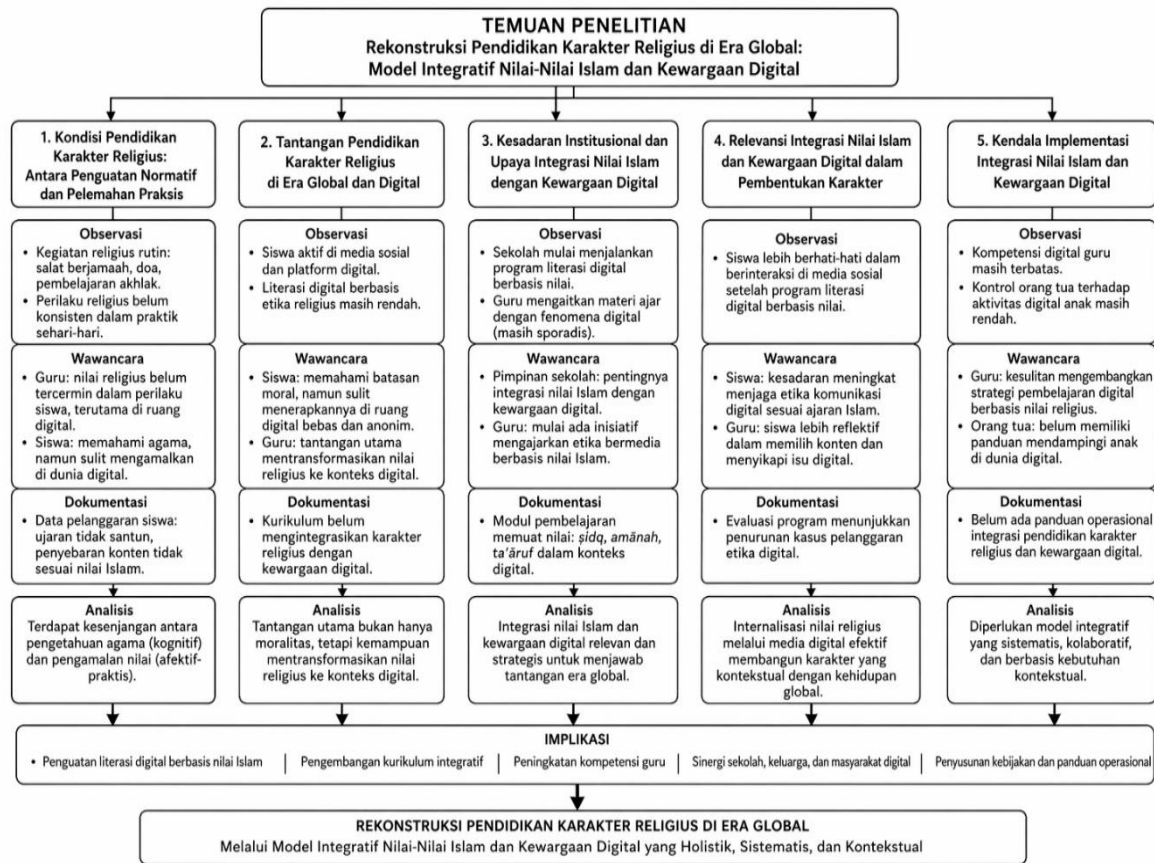 TEMUAN PENELITIAN
Rekonstruksi Pendidikan Karakter Religius di Era Global:
Model Integratif Nilai-Nilai Islam dan Kewargaan Digital
1. Kondisi Pendidikan
Karakter Religius:
Antara Penguatan Normatif
dan Pelemahan Praksis
Observasi
• Kegiatan religius rutin:
salat berjamaah, doa,
pembelajaran akhlak.
• Perilaku religius belum
konsisten dalam praktik
sehari-hari.
Wawancara
• Guru: nilai religius belum
tercermin dalam perilaku
siswa, terutama di ruang
digital.
• Siswa: memahami agama,
namun sulit mengamalkan
di dunia digital.
Dokumentasi
• Data pelanggaran siswa:
ujaran tidak santun,
penyebaran konten tidak
sesuai nilai Islam.
Analisis
Terdapat kesenjangan antara
pengetahuan agama (kognitif)
dan pengamalan nilai (afektif-
praktis).
2. Tantangan Pendidikan
Karakter Religius
di Era Global dan Digital
Observasi
• Siswa aktif di media sosial
dan platform digital.
• Literasi digital berbasis
etika religius masih rendah.
Wawancara
• Siswa: memahami batasan
moral, namun sulit
menerapkannya di ruang
digital bebas dan anonim.
• Guru: tantangan utama
mentransformasikan nilai
religius ke konteks digital.
Dokumentasi
• Kurikulum belum
mengintegrasikan karakter
religius dengan
kewargaan digital.
Analisis
Tantangan utama bukan hanya
moralitas, tetapi kemampuan
mentransformasikan nilai
religius ke konteks digital.
3. Kesadaran Institusional dan
Upaya Integrasi Nilai Islam
dengan Kewargaan Digital
Observasi
• Sekolah mulai menjalankan
program literasi digital
berbasis nilai.
• Guru mengaitkan materi ajar
dengan fenomena digital
(masih sporadis).
Wawancara
• Pimpinan sekolah: pentingnya
integrasi nilai Islam dengan
kewargaan digital.
• Guru: mulai ada inisiatif
mengajarkan etika bermedia
berbasis nilai Islam.
Dokumentasi
• Modul pembelajaran
memuat nilai: ṣidq, amānah,
ta'āruf dalam konteks
digital.
Analisis
Integrasi nilai Islam dan
kewargaan digital relevan dan
strategis untuk menjawab
tantangan era global.
4. Relevansi Integrasi Nilai Islam
dan Kewargaan Digital dalam
Pembentukan Karakter
Observasi
• Siswa lebih berhati-hati dalam
berinteraksi di media sosial
setelah program literasi
digital berbasis nilai.
Wawancara
• Siswa: kesadaran meningkat
menjaga etika komunikasi
digital sesuai ajaran Islam.
• Guru: siswa lebih reflektif
dalam memilih konten dan
menyikapi isu digital.
Dokumentasi
• Evaluasi program menunjukkan
penurunan kasus pelanggaran
etika digital.
Analisis
Internalisasi nilai religius
melalui media digital efektif
membangun karakter yang
kontekstual dengan kehidupan
global.
5. Kendala Implementasi
Integrasi Nilai Islam dan
Kewargaan Digital
Observasi
• Kompetensi digital guru
masih terbatas.
• Kontrol orang tua terhadap
aktivitas digital anak masih
rendah.
Wawancara
• Guru: kesulitan mengembangkan
strategi pembelajaran digital
berbasis nilai religius.
• Orang tua: belum memiliki
panduan mendampingi anak
di dunia digital.
Dokumentasi
• Belum ada panduan operasional
integrasi pendidikan karakter
religius dan kewargaan digital.
Analisis
Diperlukan model integratif
yang sistematis, kolaboratif,
dan berbasis kebutuhan
kontekstual.
IMPLIKASI
• Penguatan literasi digital berbasis nilai Islam | Pengembangan kurikulum integratif | Peningkatan kompetensi guru | Sinergi sekolah, keluarga, dan masyarakat digital | Penyusunan kebijakan dan panduan operasional
REKONSTRUKSI PENDIDIKAN KARAKTER RELIGIUS DI ERA GLOBAL
Melalui Model Integratif Nilai-Nilai Islam dan Kewargaan Digital yang Holistik, Sistematis, dan Kontekstual